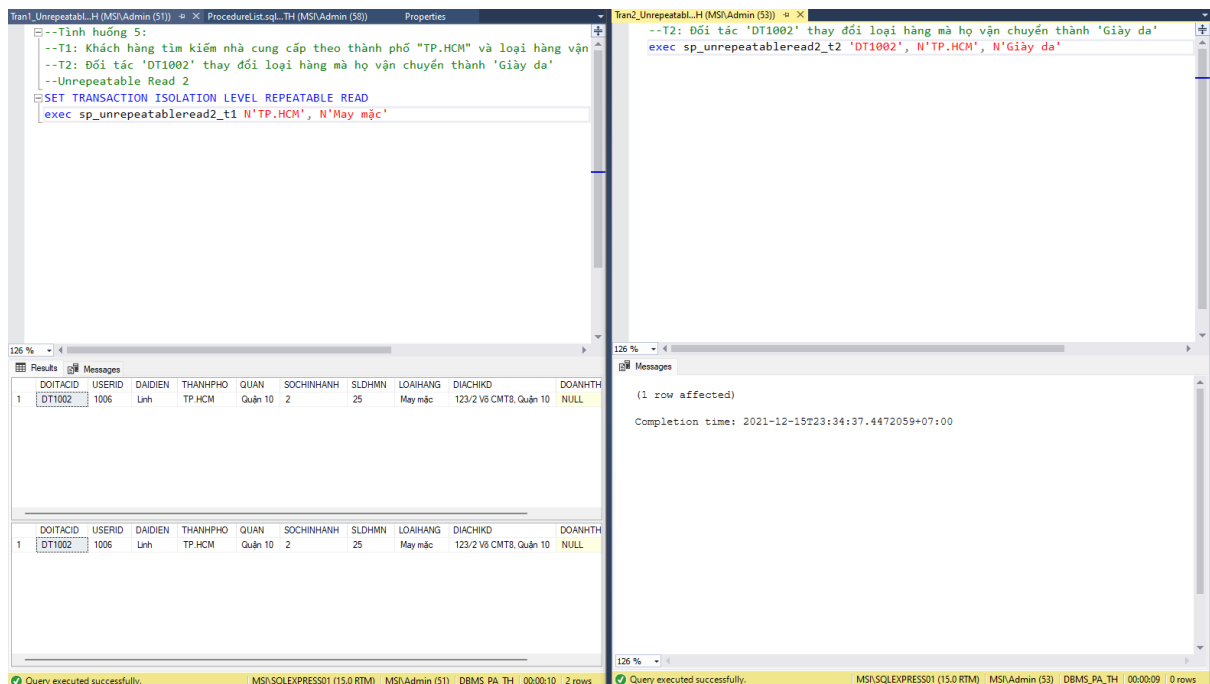 Tran1_Unrepeatabl...H (MSI\Admin (51)) ProcedureList.sql...TH (MSI\Admin (58)) Properties
--Tình huống 5:
--T1: Khách hàng tìm kiếm nhà cung cấp theo thành phố "TP.HCM" và loại hàng vận
--T2: Đối tác 'DT1002' thay đổi loại hàng mà họ vận chuyển thành 'Giày da'
--Unrepeatable Read 2
SET TRANSACTION ISOLATION LEVEL REPEATABLE READ
exec sp_unrepeatableread2_t1 N'TP.HCM', N'May mặc'
126 %
Results Messages
DOITACID USERID DAIDIEN THANHPHO QUAN SOCHINHANH SLDHMN LOAIHANG DIACHIKD DOANHTH
1 DT1002 1006 Linh TP.HCM Quận 10 2 25 May mặc 123/2 Võ CMT8, Quận 10 NULL
DOITACID USERID DAIDIEN THANHPHO QUAN SOCHINHANH SLDHMN LOAIHANG DIACHIKD DOANHTH
1 DT1002 1006 Linh TP.HCM Quận 10 2 25 May mặc 123/2 Võ CMT8, Quận 10 NULL
Query executed successfully. MSI\SQLEXPRESS01 (15.0 RTM) MSI\Admin (51) DBMS_PA_TH 00:00:10 2 rows
Tran2_Unrepeatabl...H (MSI\Admin (53))
--T2: Đối tác 'DT1002' thay đổi loại hàng mà họ vận chuyển thành 'Giày da'
exec sp_unrepeatableread2_t2 'DT1002', N'TP.HCM', N'Giày da'
126 %
Messages
(1 row affected)
Completion time: 2021-12-15T23:34:37.4472059+07:00
126 %
Query executed successfully. MSI\SQLEXPRESS01 (15.0 RTM) MSI\Admin (53) DBMS_PA_TH 00:00:09 0 rows